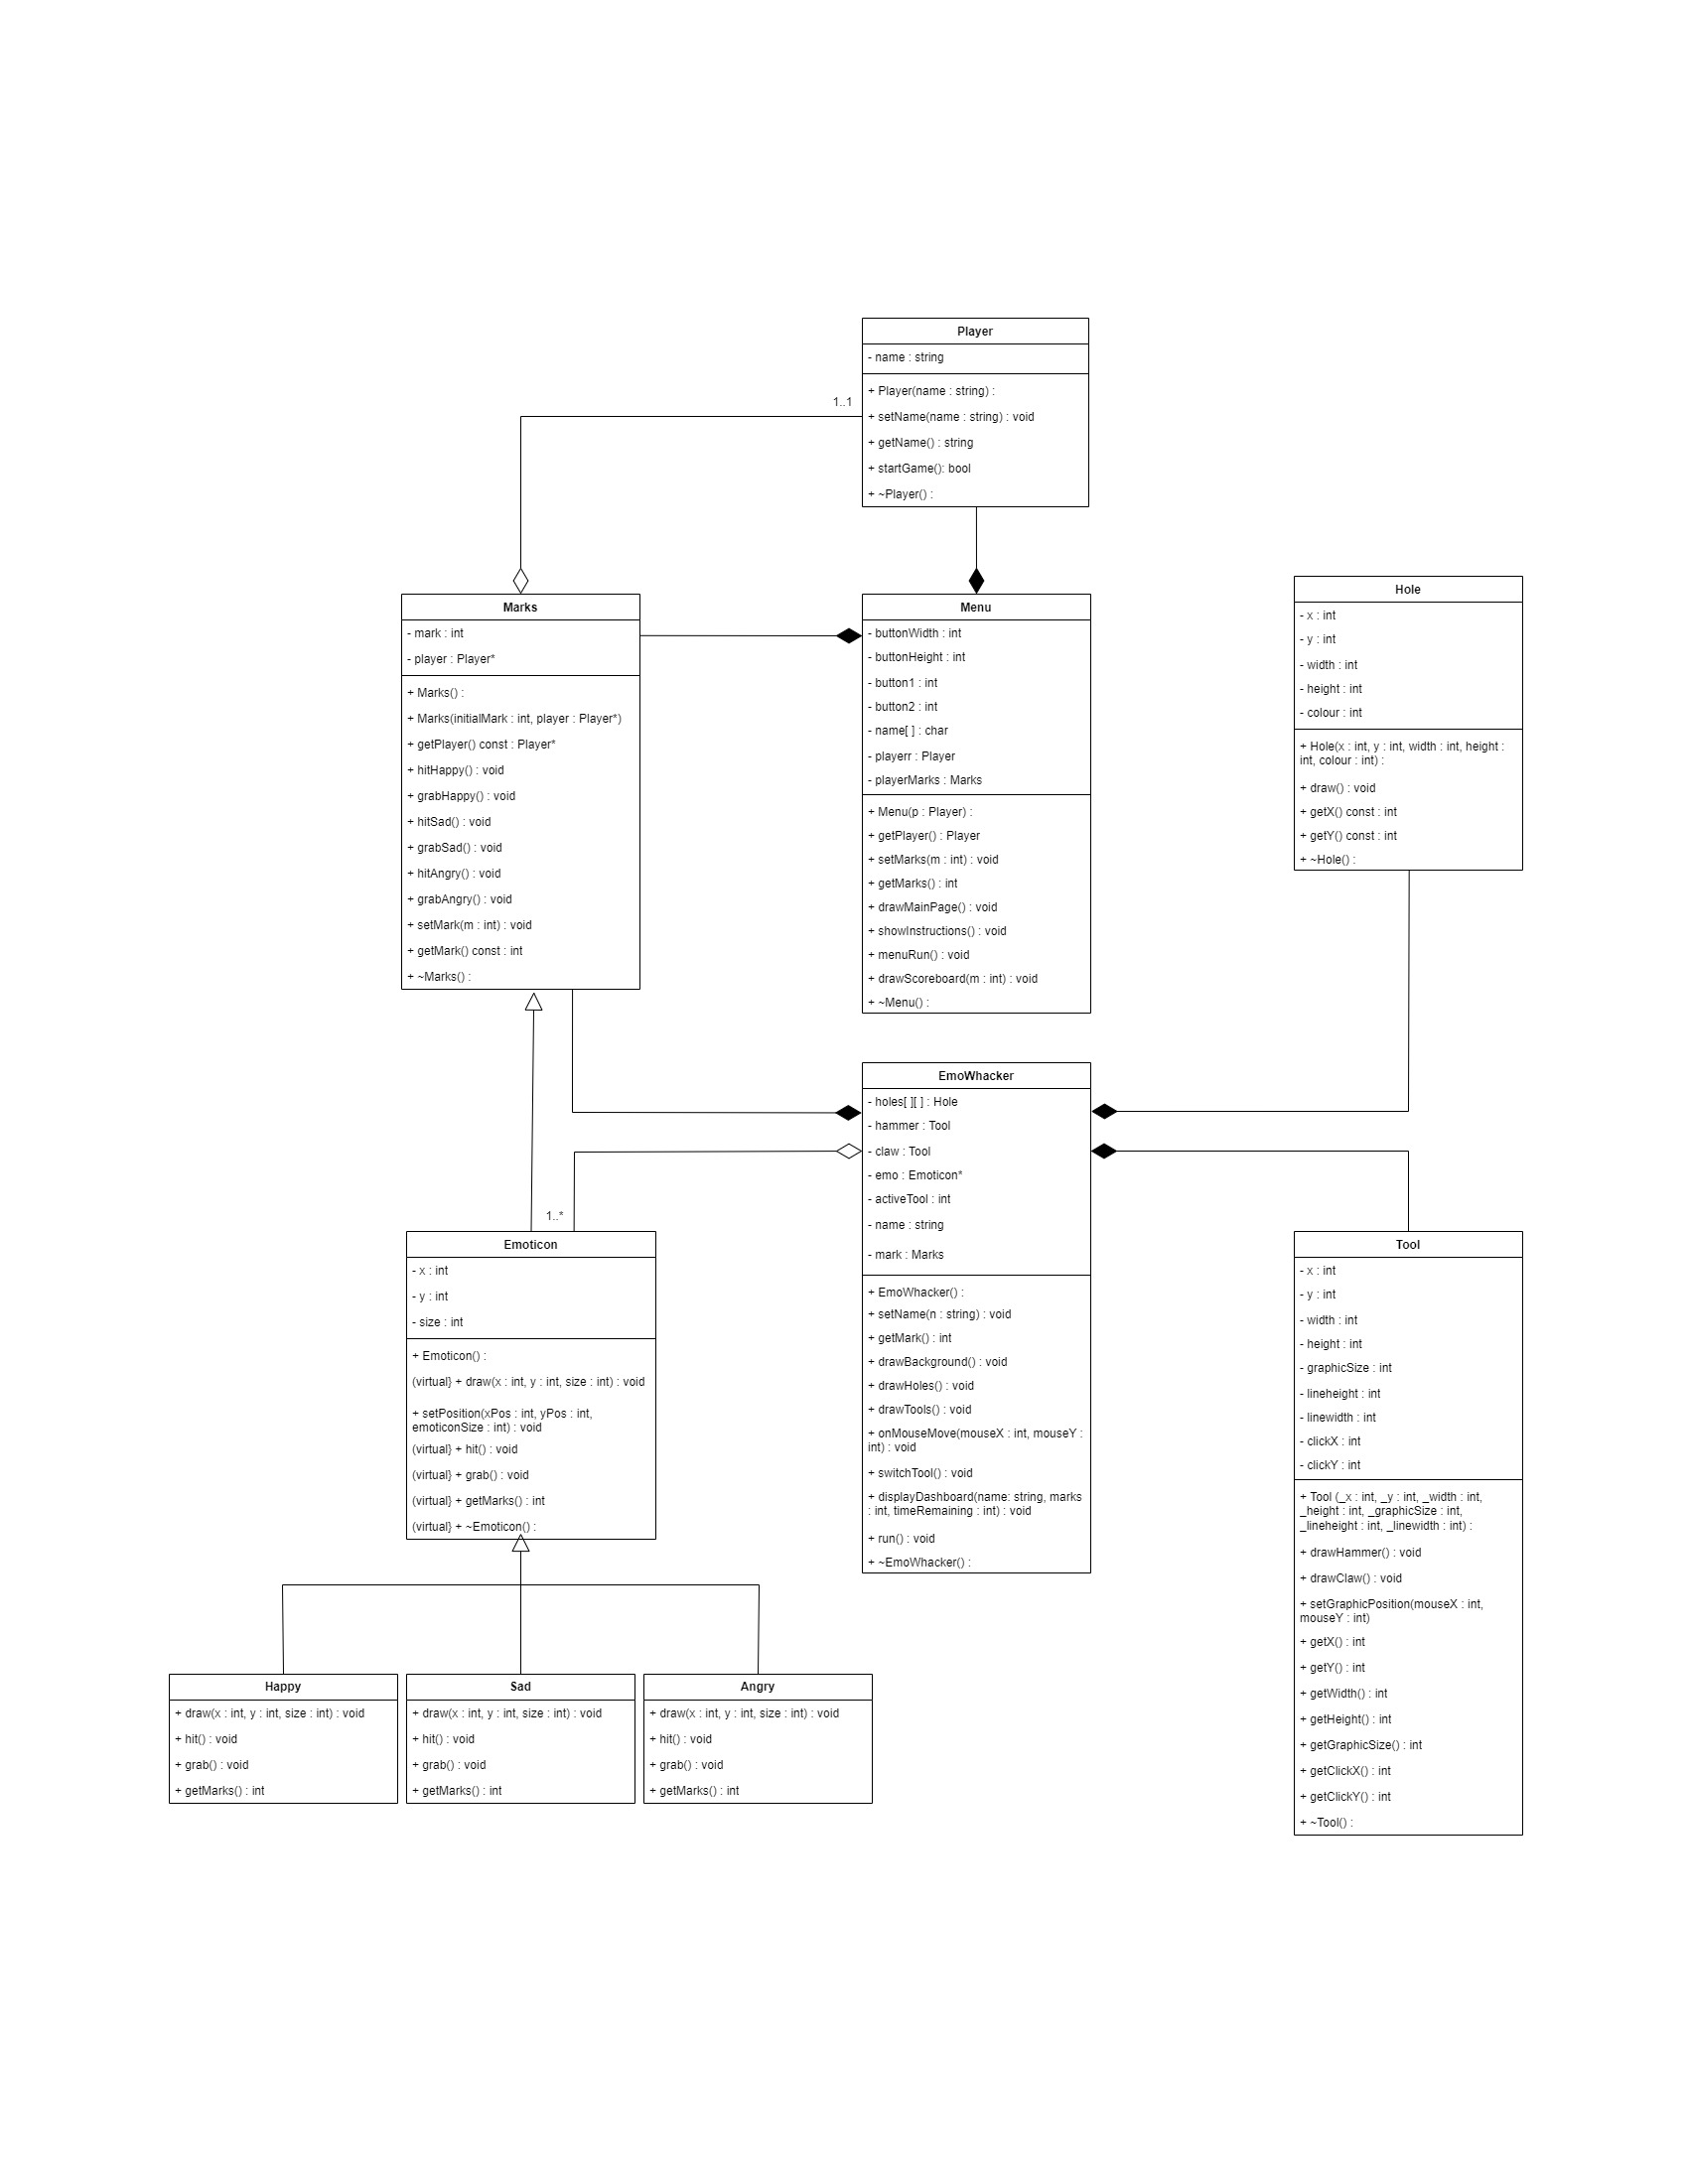 Player
- name : string
+ Player(name : string) :
+ setName(name : string) : void
+ getName() : string
+ startGame(): bool
+ ~Player() :
1..1
Marks
- mark : int
- player : Player*
+ Marks() :
+ Marks(initialMark : int, player : Player*)
+ getPlayer() const : Player*
+ hitHappy() : void
+ grabHappy() : void
+ hitSad() : void
+ grabSad() : void
+ hitAngry() : void
+ grabAngry() : void
+ setMark(m : int) : void
+ getMark() const : int
+ ~Marks() :
Menu
- buttonWidth : int
- buttonHeight : int
- button1 : int
- button2 : int
- name[ ] : char
- playerr : Player
- playerMarks : Marks
+ Menu(p : Player) :
+ getPlayer() : Player
+ setMarks(m : int) : void
+ getMarks() : int
+ drawMainPage() : void
+ showInstructions() : void
+ menuRun() : void
+ drawScoreboard(m : int) : void
+ ~Menu() :
Hole
- x : int
- y : int
- width : int
- height : int
- colour : int
+ Hole(x : int, y : int, width : int, height :
int, colour : int) :
+ draw() : void
+ getX() const : int
+ getY() const : int
+ ~Hole() :
EmoWhacker
- holes[ ][ ] : Hole
- hammer : Tool
- claw : Tool
- emo : Emoticon*
- activeTool : int
- name : string
- mark : Marks
+ EmoWhacker() :
+ setName(n : string) : void
+ getMark() : int
+ drawBackground() : void
+ drawHoles() : void
+ drawTools() : void
+ onMouseMove(mouseX : int, mouseY :
int) : void
+ switchTool() : void
+ displayDashboard(name: string, marks
: int, timeRemaining : int) : void
+ run() : void
+ ~EmoWhacker() :
1..*
Emoticon
- x : int
- y : int
- size : int
+ Emoticon() :
(virtual} + draw(x : int, y : int, size : int) : void
+ setPosition(xPos : int, yPos : int,
emoticonSize : int) : void
(virtual} + hit() : void
(virtual} + grab() : void
(virtual} + getMarks() : int
(virtual} + ~Emoticon() :
Tool
- x : int
- y : int
- width : int
- height : int
- graphicSize : int
- lineheight : int
- linewidth : int
- clickX : int
- clickY : int
+ Tool (_x : int, _y : int, _width : int,
_height : int, _graphicSize : int,
_lineheight : int, _linewidth : int) :
+ drawHammer() : void
+ drawClaw() : void
+ setGraphicPosition(mouseX : int,
mouseY : int)
+ getX() : int
+ getY() : int
+ getWidth() : int
+ getHeight() : int
+ getGraphicSize() : int
+ getClickX() : int
+ getClickY() : int
+ ~Tool() :
Happy
+ draw(x : int, y : int, size : int) : void
+ hit() : void
+ grab() : void
+ getMarks() : int
Sad
+ draw(x : int, y : int, size : int) : void
+ hit() : void
+ grab() : void
+ getMarks() : int
Angry
+ draw(x : int, y : int, size : int) : void
+ hit() : void
+ grab() : void
+ getMarks() : int